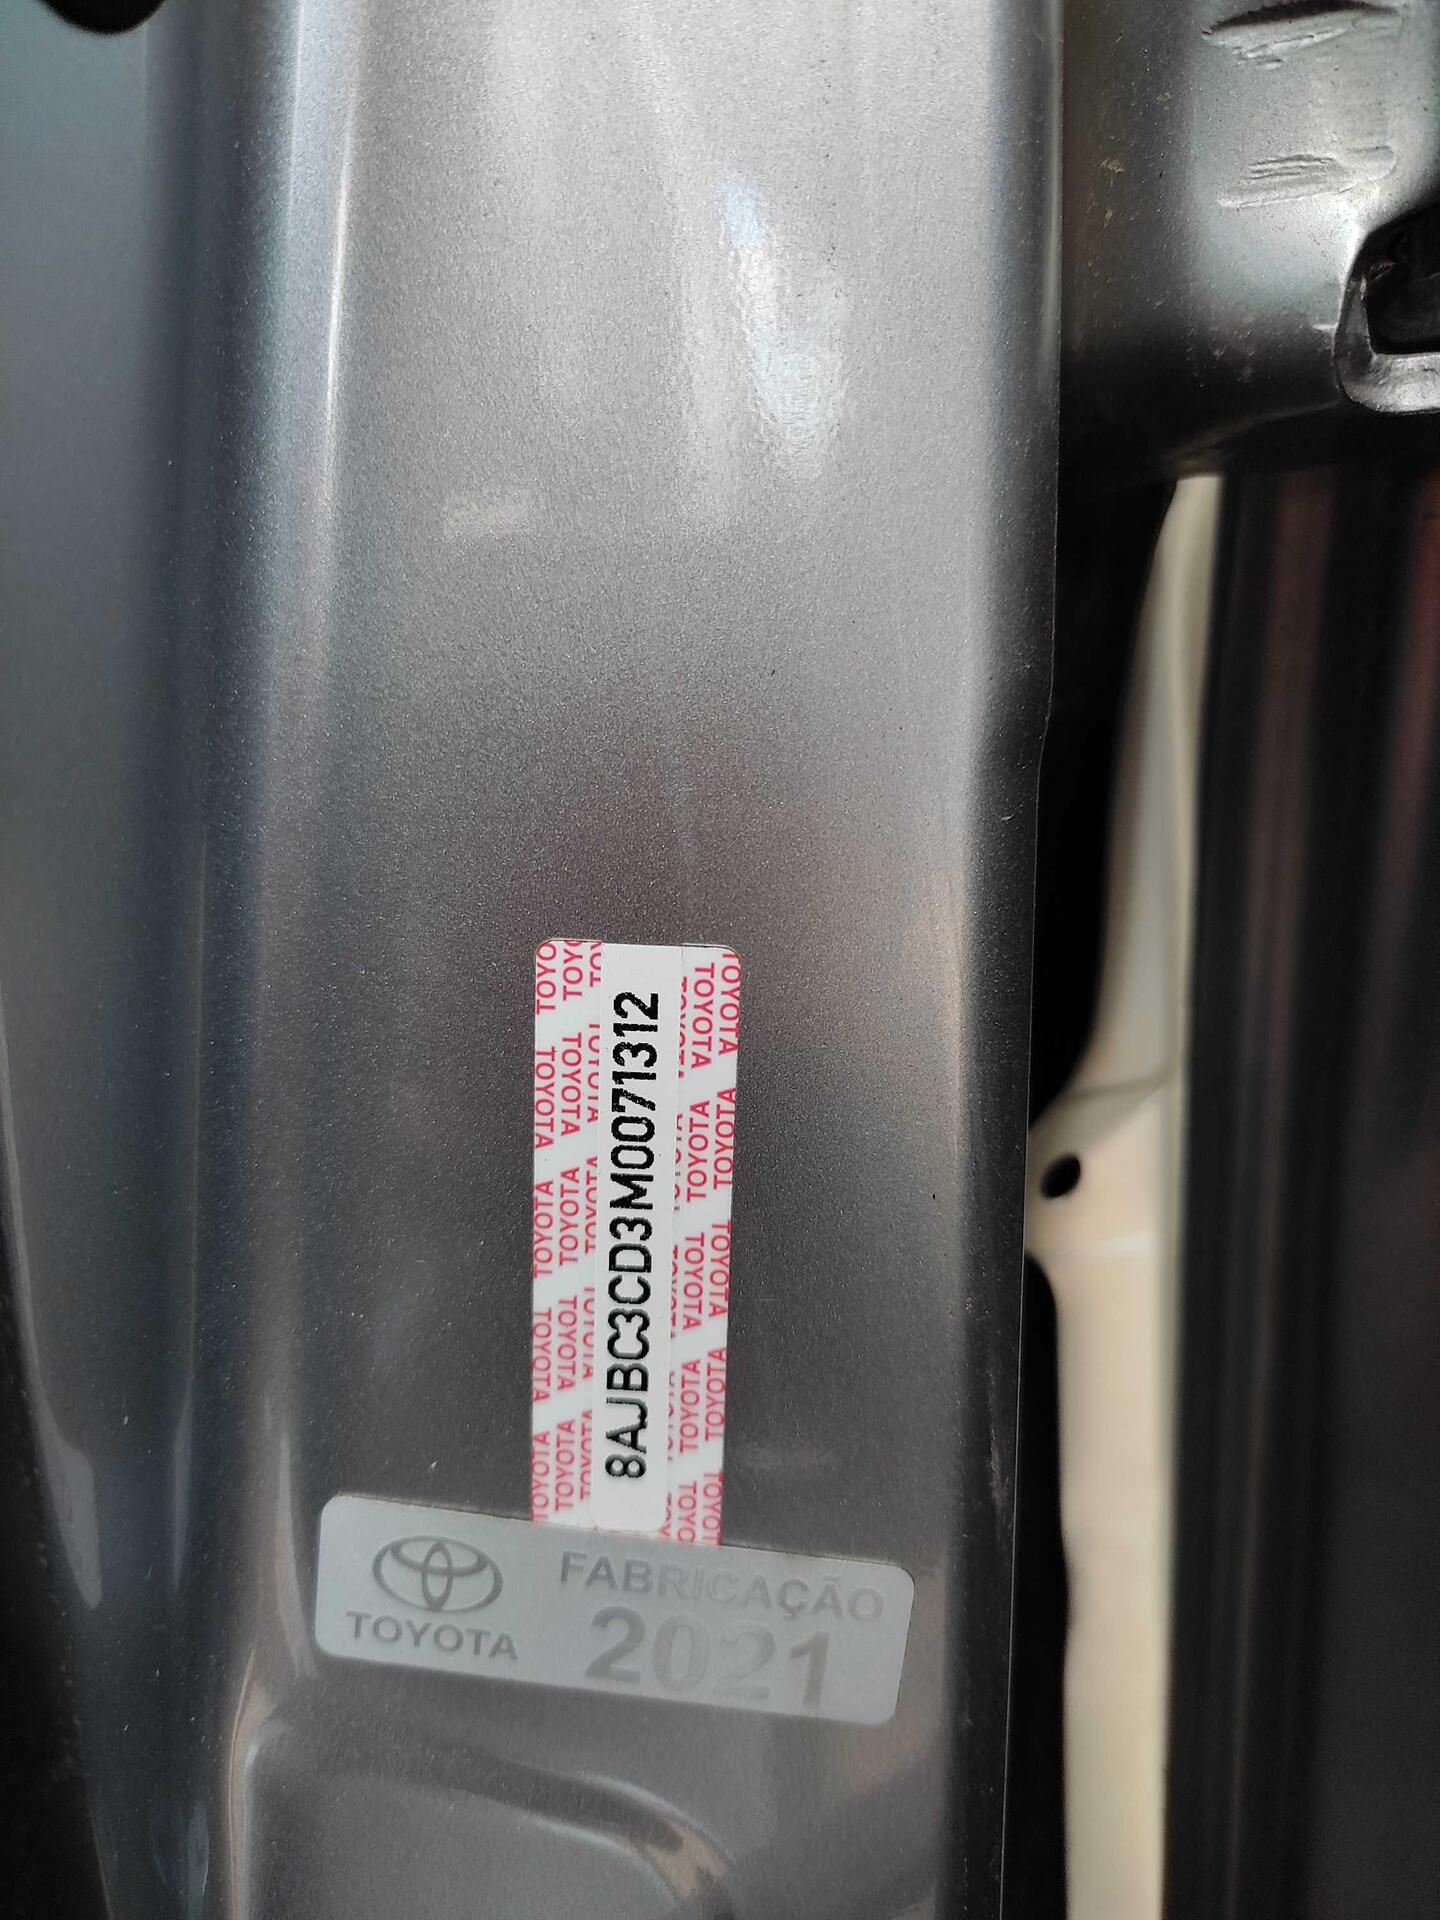 8AJBC3CD3M0071312
TOYOTA
FABRICAÇÃO
2021